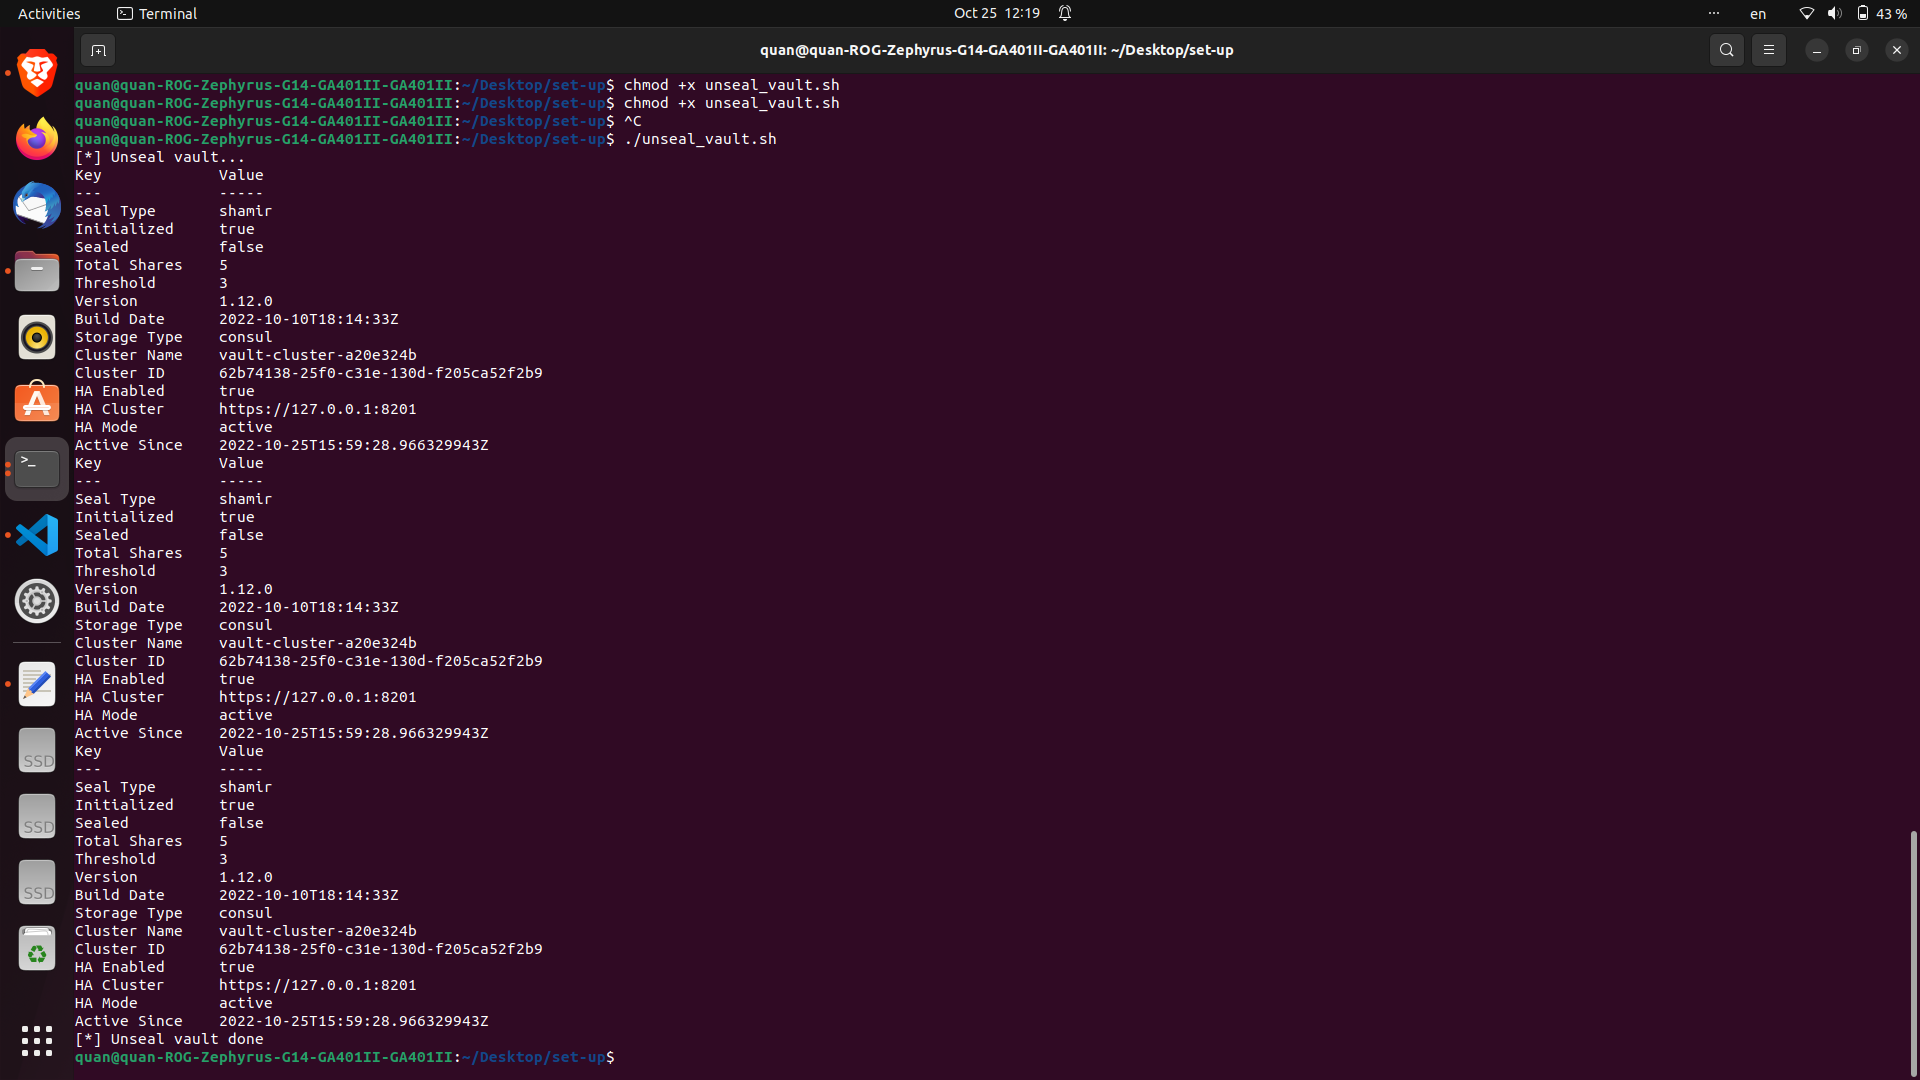 Activities Terminal Oct 25 12:19 en 43 %
quan@quan-ROG-Zephyrus-G14-GA401II-GA401II: ~/Desktop/set-up
quan@quan-ROG-Zephyrus-G14-GA401II-GA401II:~/Desktop/set-up$ chmod +x unseal_vault.sh
quan@quan-ROG-Zephyrus-G14-GA401II-GA401II:~/Desktop/set-up$ chmod +x unseal_vault.sh
quan@quan-ROG-Zephyrus-G14-GA401II-GA401II:~/Desktop/set-up$ ^C
quan@quan-ROG-Zephyrus-G14-GA401II-GA401II:~/Desktop/set-up$ ./unseal_vault.sh
[*] Unseal vault...
Key             Value
---             -----
Seal Type       shamir
Initialized     true
Sealed          false
Total Shares    5
Threshold       3
Version         1.12.0
Build Date      2022-10-10T18:14:33Z
Storage Type    consul
Cluster Name    vault-cluster-a20e324b
Cluster ID      62b74138-25f0-c31e-130d-f205ca52f2b9
HA Enabled      true
HA Cluster      https://127.0.0.1:8201
HA Mode         active
Active Since    2022-10-25T15:59:28.966329943Z
Key             Value
---             -----
Seal Type       shamir
Initialized     true
Sealed          false
Total Shares    5
Threshold       3
Version         1.12.0
Build Date      2022-10-10T18:14:33Z
Storage Type    consul
Cluster Name    vault-cluster-a20e324b
Cluster ID      62b74138-25f0-c31e-130d-f205ca52f2b9
HA Enabled      true
HA Cluster      https://127.0.0.1:8201
HA Mode         active
Active Since    2022-10-25T15:59:28.966329943Z
Key             Value
---             -----
Seal Type       shamir
Initialized     true
Sealed          false
Total Shares    5
Threshold       3
Version         1.12.0
Build Date      2022-10-10T18:14:33Z
Storage Type    consul
Cluster Name    vault-cluster-a20e324b
Cluster ID      62b74138-25f0-c31e-130d-f205ca52f2b9
HA Enabled      true
HA Cluster      https://127.0.0.1:8201
HA Mode         active
Active Since    2022-10-25T15:59:28.966329943Z
[*] Unseal vault done
quan@quan-ROG-Zephyrus-G14-GA401II-GA401II:~/Desktop/set-up$
SSD
SSD
SSD